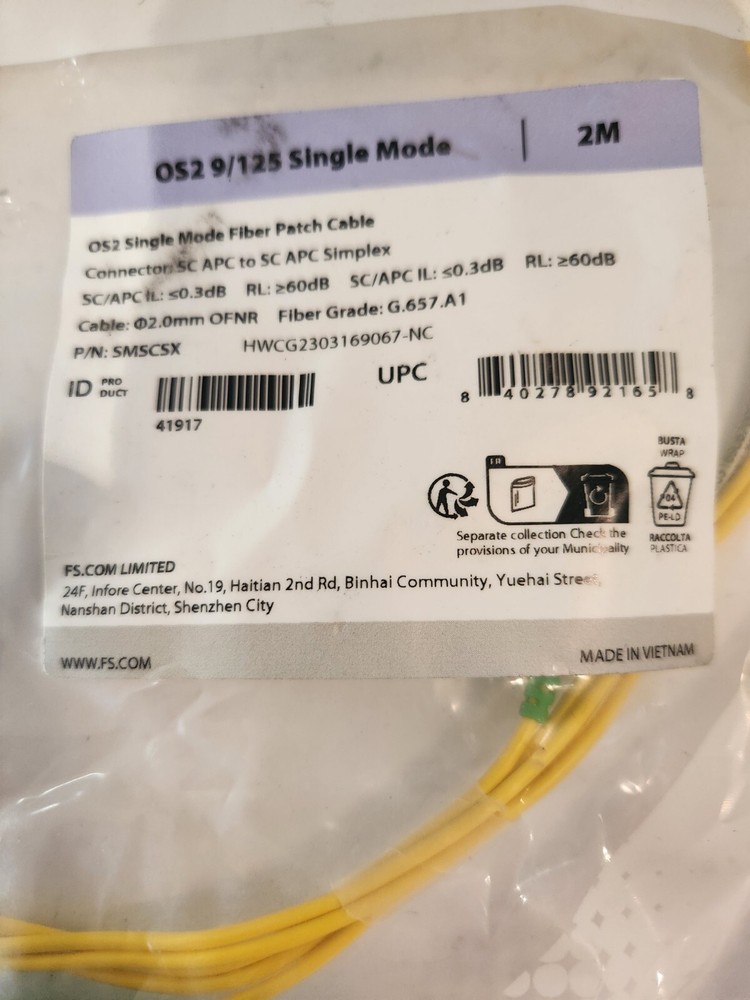 OS2 9/125 Single Mode | 2M
OS2 Single Mode Fiber Patch Cable
Connector: SC APC to SC APC Simplex
SC/APC IL: ≤0.3dB RL: ≥60dB SC/APC IL: ≤0.3dB RL: ≥60dB
Cable: Φ2.0mm OFNR Fiber Grade: G.657.A1
P/N: SMSCSX HWCG2303169067-NC
ID PRO
DUCT
41917
UPC
8 40278 92165 8
FR
Separate collection Check the
provisions of your Municipality
BUSTA
WRAP
04
PE-LD
RACCOLTA
PLASTICA
FS.COM LIMITED
24F, Infore Center, No.19, Haitian 2nd Rd, Binhai Community, Yuehai Street,
Nanshan District, Shenzhen City
WWW.FS.COM
MADE IN VIETNAM